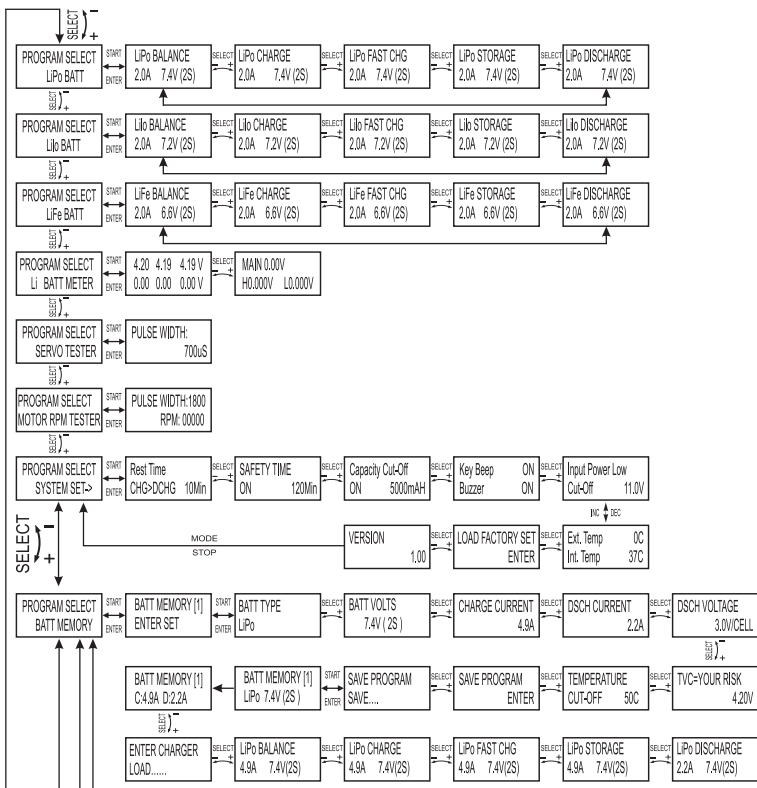 SELECT - +
PROGRAM SELECT
LiPo BATT
START
ENTER
LiPo BALANCE
2.0A 7.4V (2S)
SELECT - +
LiPo CHARGE
2.0A 7.4V (2S)
SELECT - +
LiPo FAST CHG
2.0A 7.4V (2S)
SELECT - +
LiPo STORAGE
2.0A 7.4V (2S)
SELECT - +
LiPo DISCHARGE
2.0A 7.4V (2S)
SELECT - +
PROGRAM SELECT
LiIo BATT
START
ENTER
LiIo BALANCE
2.0A 7.2V (2S)
SELECT - +
LiIo CHARGE
2.0A 7.2V (2S)
SELECT - +
LiIo FAST CHG
2.0A 7.2V (2S)
SELECT - +
LiIo STORAGE
2.0A 7.2V (2S)
SELECT - +
LiIo DISCHARGE
2.0A 7.2V (2S)
SELECT - +
PROGRAM SELECT
LiFe BATT
START
ENTER
LiFe BALANCE
2.0A 6.6V (2S)
SELECT - +
LiFe CHARGE
2.0A 6.6V (2S)
SELECT - +
LiFe FAST CHG
2.0A 6.6V (2S)
SELECT - +
LiFe STORAGE
2.0A 6.6V (2S)
SELECT - +
LiFe DISCHARGE
2.0A 6.6V (2S)
SELECT - +
PROGRAM SELECT
Li BATT METER
START
ENTER
4.20 4.19 4.19 V
0.00 0.00 0.00 V
SELECT - +
MAIN 0.00V
H0.000V L0.000V
SELECT - +
PROGRAM SELECT
SERVO TESTER
START
ENTER
PULSE WIDTH:
700uS
SELECT - +
PROGRAM SELECT
MOTOR RPM TESTER
START
ENTER
PULSE WIDTH:1800
RPM: 00000
SELECT - +
PROGRAM SELECT
SYSTEM SET->
START
ENTER
Rest Time
CHG>DCHG 10Min
SELECT - +
SAFETY TIME
ON 120Min
SELECT - +
Capacity Cut-Off
ON 5000mAH
SELECT - +
Key Beep ON
Buzzer ON
SELECT - +
Input Power Low
Cut-Off 11.0V
INC DEC
MODE
STOP
VERSION
1.00
SELECT - +
LOAD FACTORY SET
ENTER
SELECT - +
Ext. Temp 0C
Int. Temp 37C
SELECT - +
PROGRAM SELECT
BATT MEMORY
START
ENTER
BATT MEMORY [1]
ENTER SET
START
ENTER
BATT TYPE
LiPo
SELECT - +
BATT VOLTS
7.4V ( 2S )
SELECT - +
CHARGE CURRENT
4.9A
SELECT - +
DSCH CURRENT
2.2A
SELECT - +
DSCH VOLTAGE
3.0V/CELL
SELECT - +
BATT MEMORY [1]
C:4.9A D:2.2A
BATT MEMORY [1]
LiPo 7.4V (2S )
START
ENTER
SAVE PROGRAM
SAVE....
SELECT - +
SAVE PROGRAM
ENTER
SELECT - +
TEMPERATURE
CUT-OFF 50C
SELECT - +
TVC=YOUR RISK
4.20V
SELECT - +
ENTER CHARGER
LOAD......
SELECT - +
LiPo BALANCE
4.9A 7.4V(2S)
SELECT - +
LiPo CHARGE
4.9A 7.4V(2S)
SELECT - +
LiPo FAST CHG
4.9A 7.4V(2S)
SELECT - +
LiPo STORAGE
4.9A 7.4V(2S)
SELECT - +
LiPo DISCHARGE
2.2A 7.4V(2S)